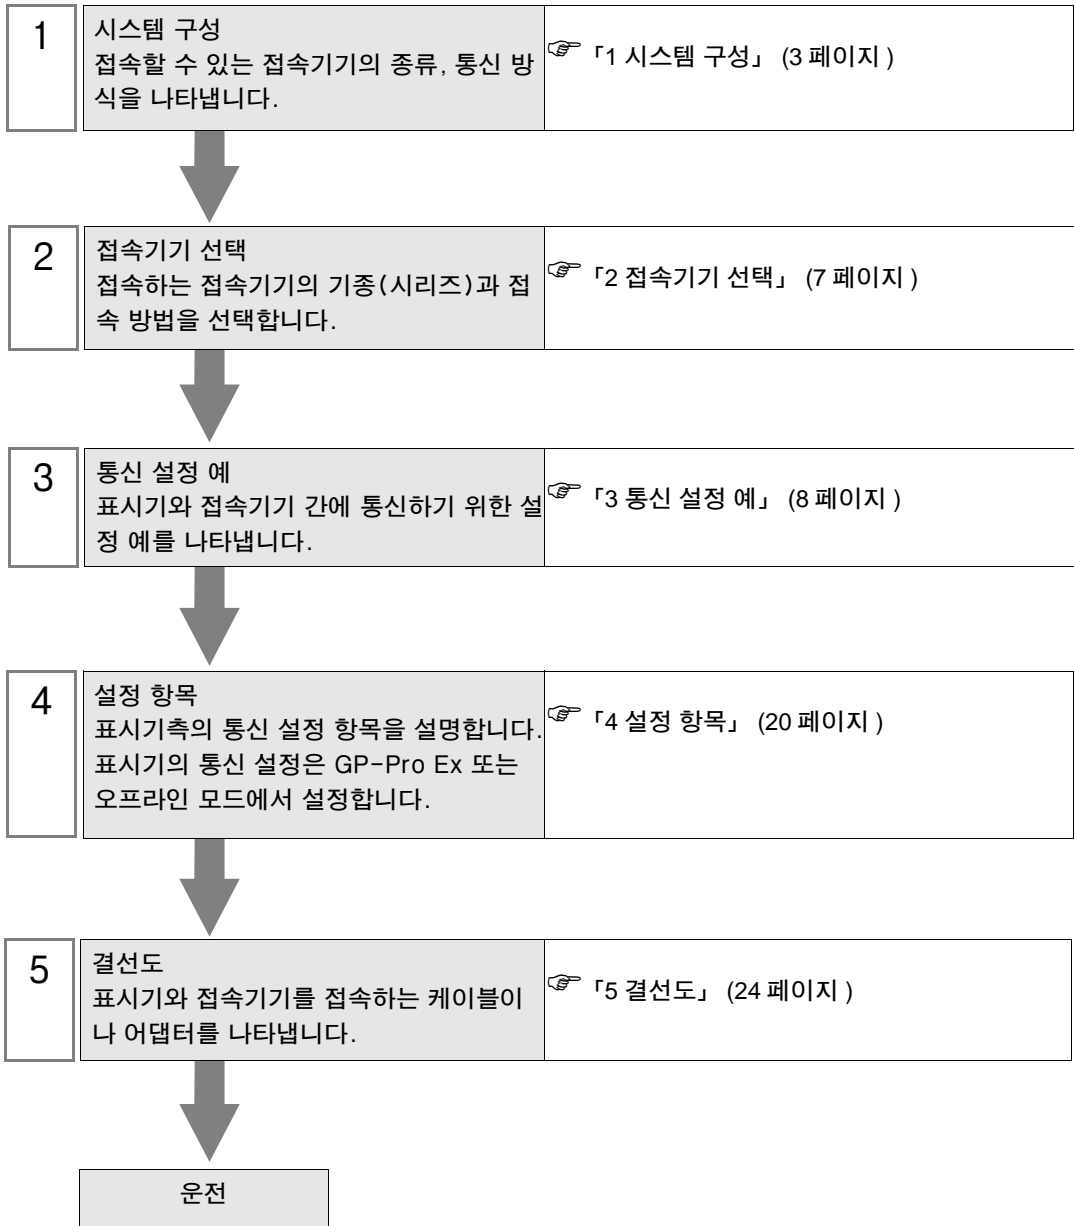 1
시스템 구성
접속할 수 있는 접속기기의 종류, 통신 방
식을 나타냅니다.
☞ 「1 시스템 구성」 (3 페이지 )
2
접속기기 선택
접속하는 접속기기의 기종(시리즈)과 접
속 방법을 선택합니다.
☞ 「2 접속기기 선택」 (7 페이지 )
3
통신 설정 예
표시기와 접속기기 간에 통신하기 위한 설
정 예를 나타냅니다.
☞ 「3 통신 설정 예」 (8 페이지 )
4
설정 항목
표시기측의 통신 설정 항목을 설명합니다.
표시기의 통신 설정은 GP-Pro Ex 또는
오프라인 모드에서 설정합니다.
☞ 「4 설정 항목」 (20 페이지 )
5
결선도
표시기와 접속기기를 접속하는 케이블이
나 어댑터를 나타냅니다.
☞ 「5 결선도」 (24 페이지 )
운전